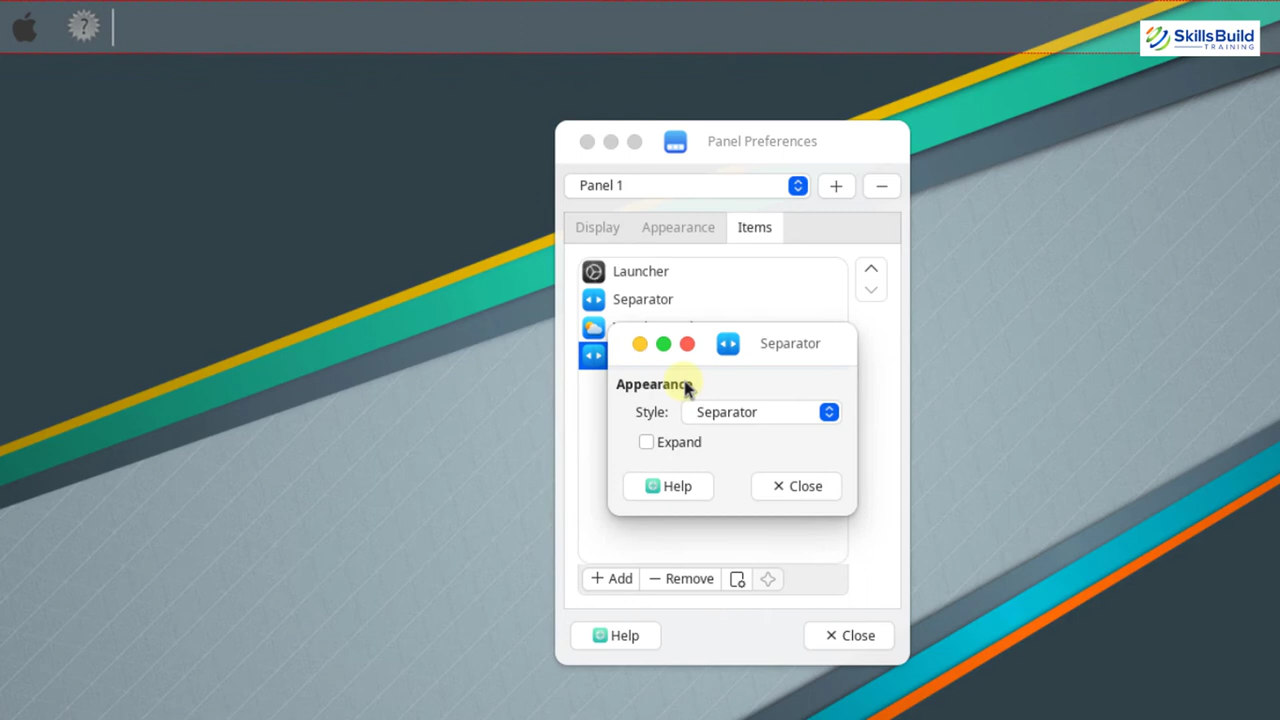 SkillsBuild
TRAINING
Panel Preferences
Panel 1
Display
Appearance
Items
Launcher
Separator
Separator
Appearance
Style:
Separator
Expand
Help
Close
Add
Remove
Help
Close